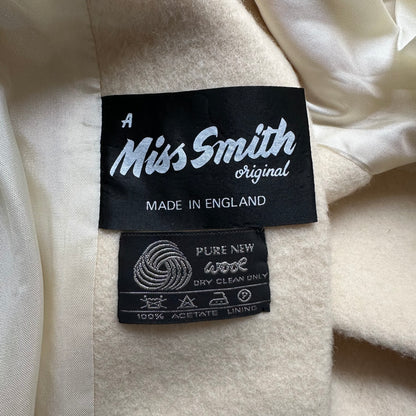 A
Miss Smith
original
MADE IN ENGLAND
PURE NEW
wool
DRY CLEAN ONLY
A P
100% ACETATE LINING